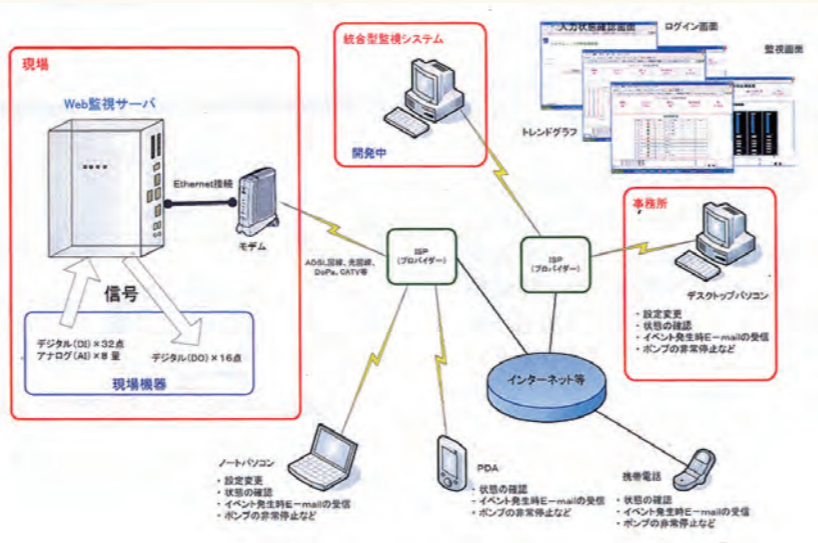 現場
Web監視サーバ
Ethernet接続
モデム
信号
デジタル(DI)×32点
アナログ(AI)×8 量
デジタル(DO)×16点
現場機器
統合型監視システム
開発中
入力状態確認画面
ログイン画面
監視画面
トレンドグラフ
ADSL回線、光回線、
DoPa、CATV等
ISP
(プロバイダー)
ISP
(プロバイダー)
事務所
デスクトップパソコン
・設定変更
・状態の確認
・イベント発生時E-mailの受信
・ポンプの非常停止など
インターネット等
ノートパソコン
・設定変更
・状態の確認
・イベント発生時E-mailの受信
・ポンプの非常停止など
PDA
・状態の確認
・イベント発生時E-mailの受信
・ポンプの非常停止など
携帯電話
・状態の確認
・イベント発生時E-mailの受信
・ポンプの非常停止など